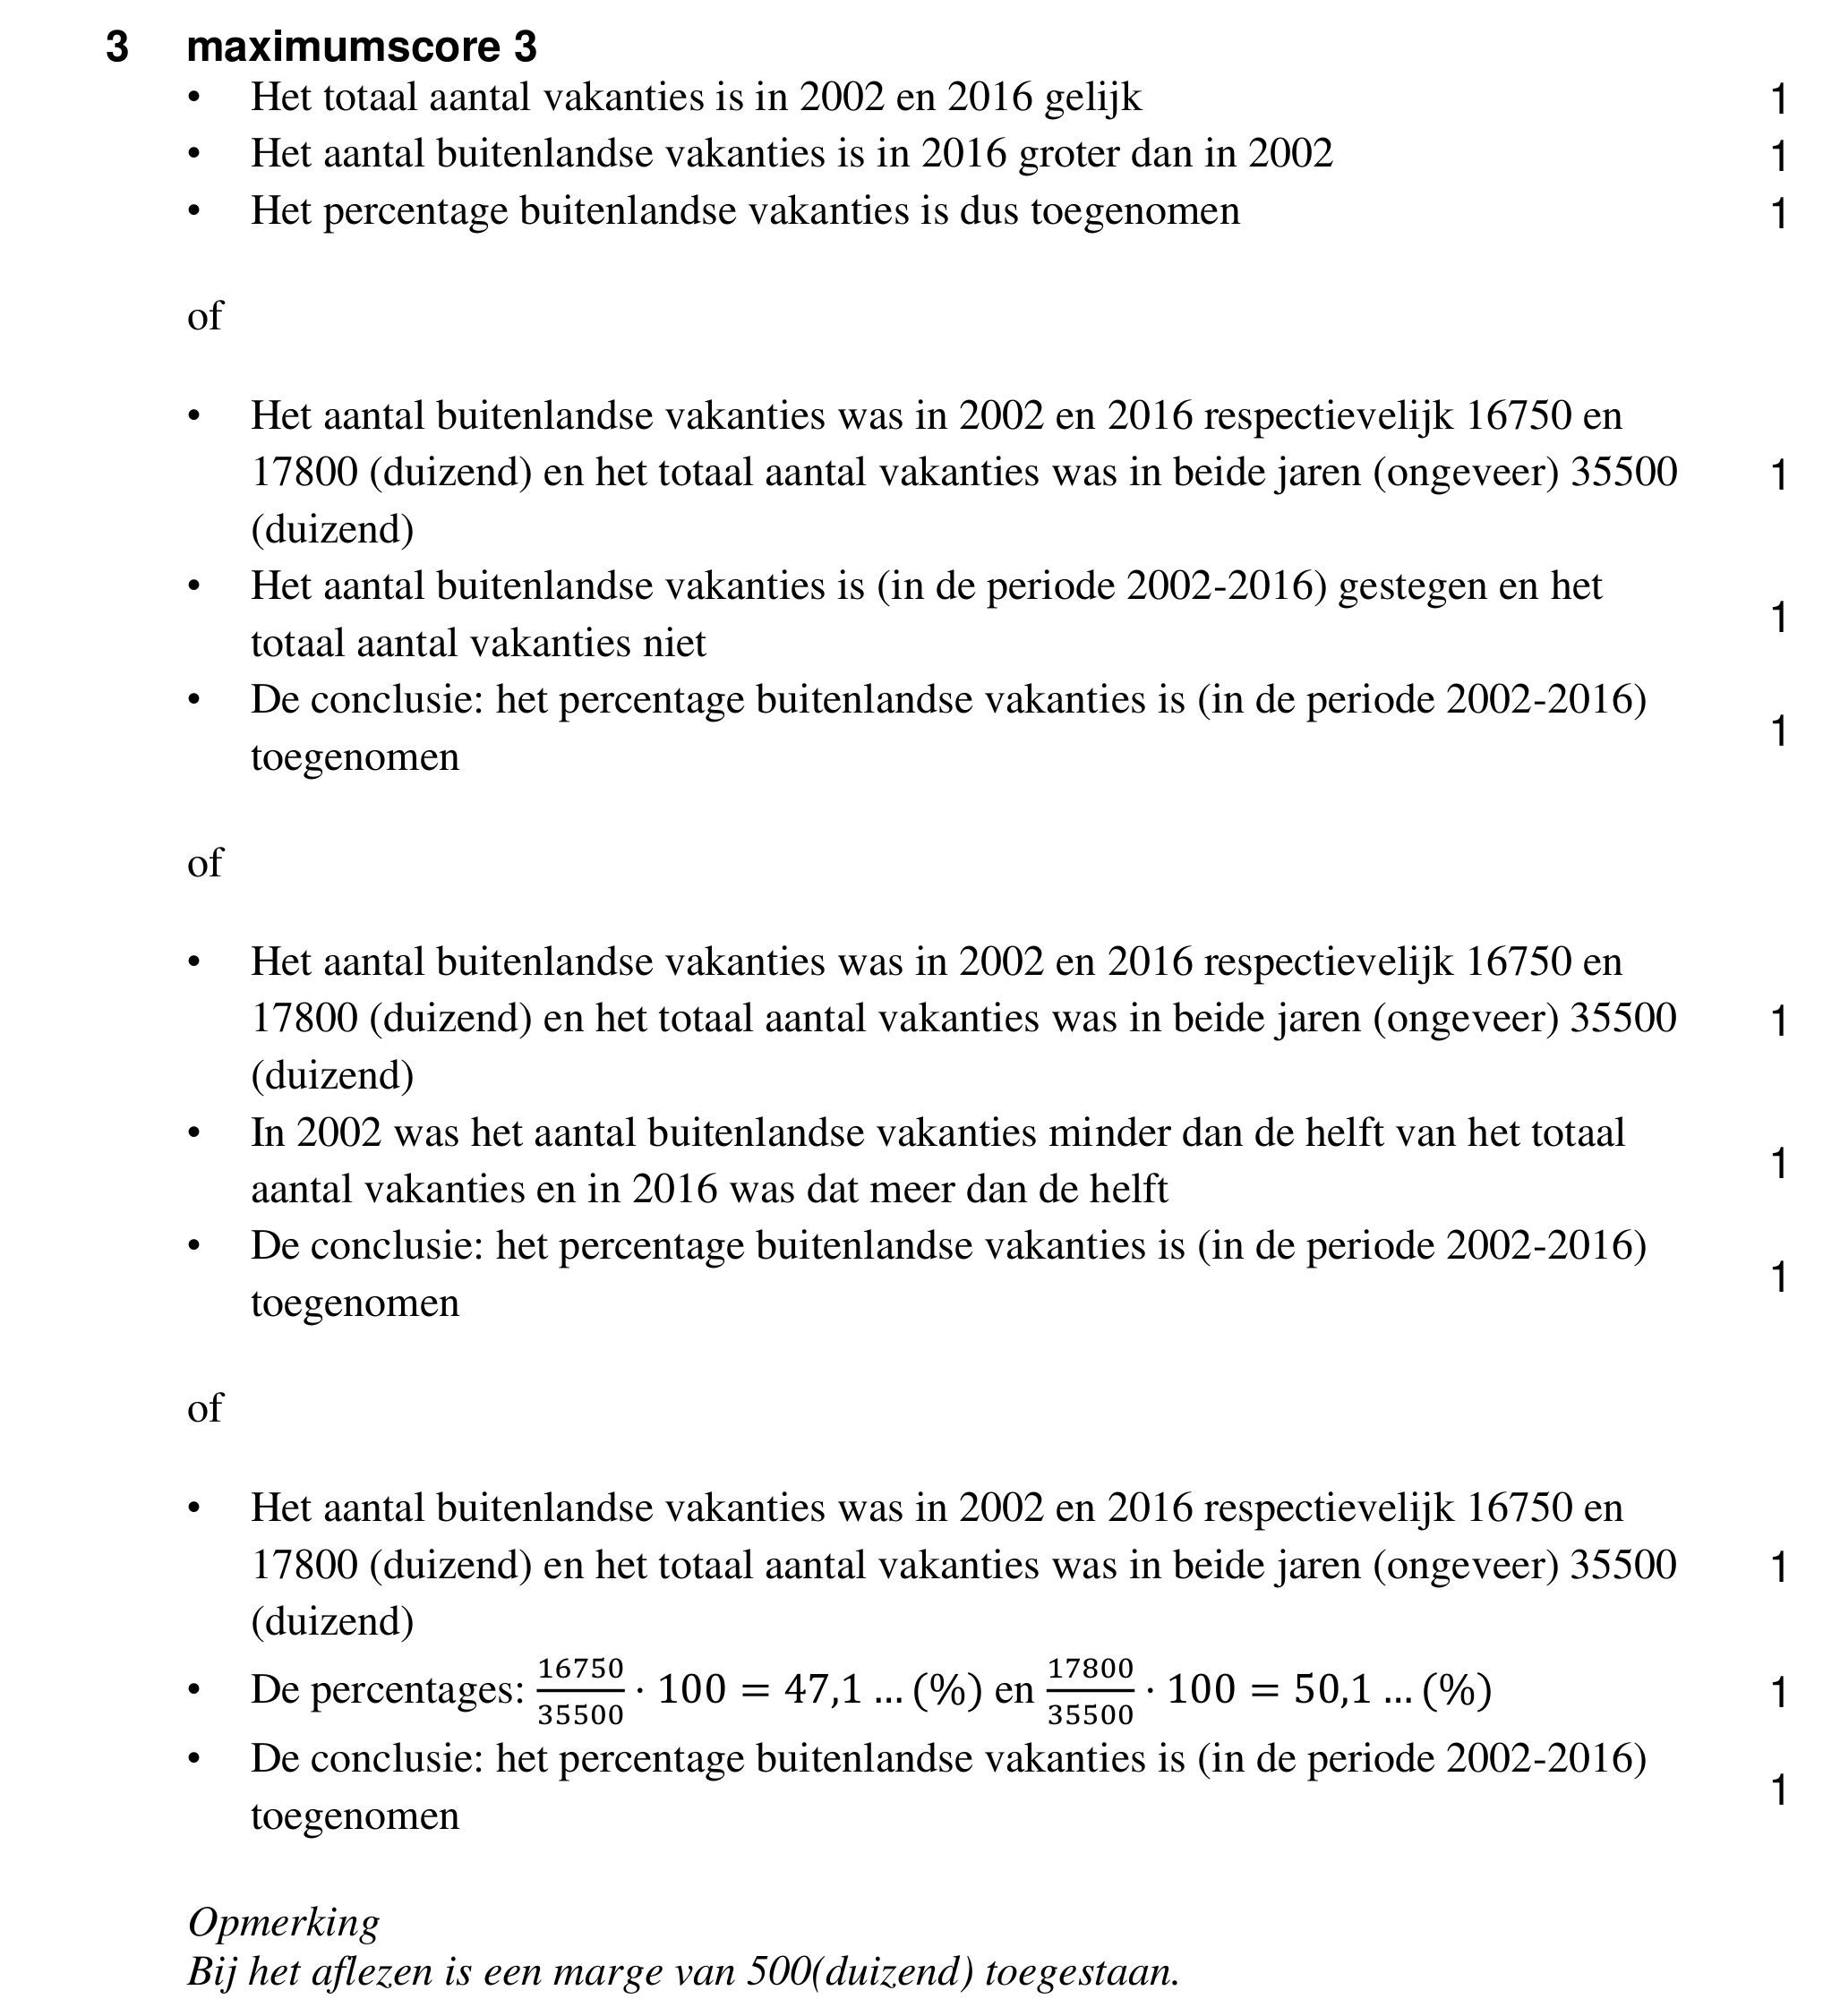 3 maximumscore 3
• Het totaal aantal vakanties is in 2002 en 2016 gelijk 1
• Het aantal buitenlandse vakanties is in 2016 groter dan in 2002 1
• Het percentage buitenlandse vakanties is dus toegenomen 1
of
• Het aantal buitenlandse vakanties was in 2002 en 2016 respectievelijk 16750 en
17800 (duizend) en het totaal aantal vakanties was in beide jaren (ongeveer) 35500 1
(duizend)
• Het aantal buitenlandse vakanties is (in de periode 2002-2016) gestegen en het
totaal aantal vakanties niet 1
• De conclusie: het percentage buitenlandse vakanties is (in de periode 2002-2016)
toegenomen 1
of
• Het aantal buitenlandse vakanties was in 2002 en 2016 respectievelijk 16750 en
17800 (duizend) en het totaal aantal vakanties was in beide jaren (ongeveer) 35500 1
(duizend)
• In 2002 was het aantal buitenlandse vakanties minder dan de helft van het totaal
aantal vakanties en in 2016 was dat meer dan de helft 1
• De conclusie: het percentage buitenlandse vakanties is (in de periode 2002-2016)
toegenomen 1
of
• Het aantal buitenlandse vakanties was in 2002 en 2016 respectievelijk 16750 en
17800 (duizend) en het totaal aantal vakanties was in beide jaren (ongeveer) 35500 1
(duizend)
• De percentages: 16750/35500 · 100 = 47,1 ... (%) en 17800/35500 · 100 = 50,1 ... (%) 1
• De conclusie: het percentage buitenlandse vakanties is (in de periode 2002-2016)
toegenomen 1
Opmerking
Bij het aflezen is een marge van 500(duizend) toegestaan.